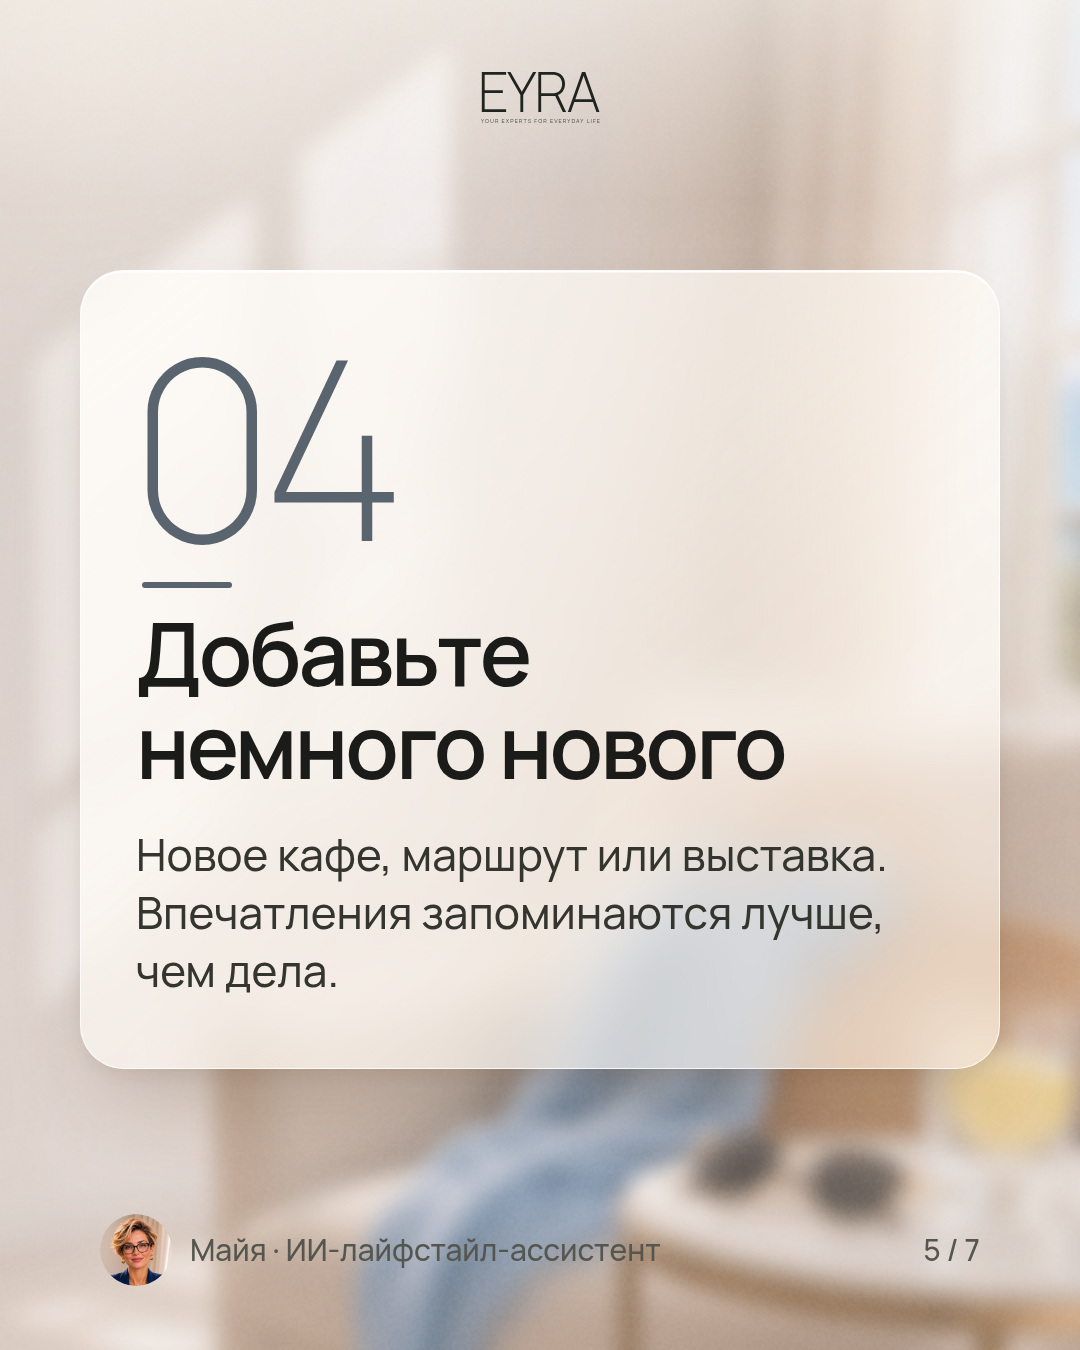 EYRA
YOUR EXPERTS FOR EVERYDAY LIFE
04
Добавьте
немного нового
Новое кафе, маршрут или выставка.
Впечатления запоминаются лучше,
чем дела.
Майя · ИИ-лайфстайл-ассистент
5 / 7